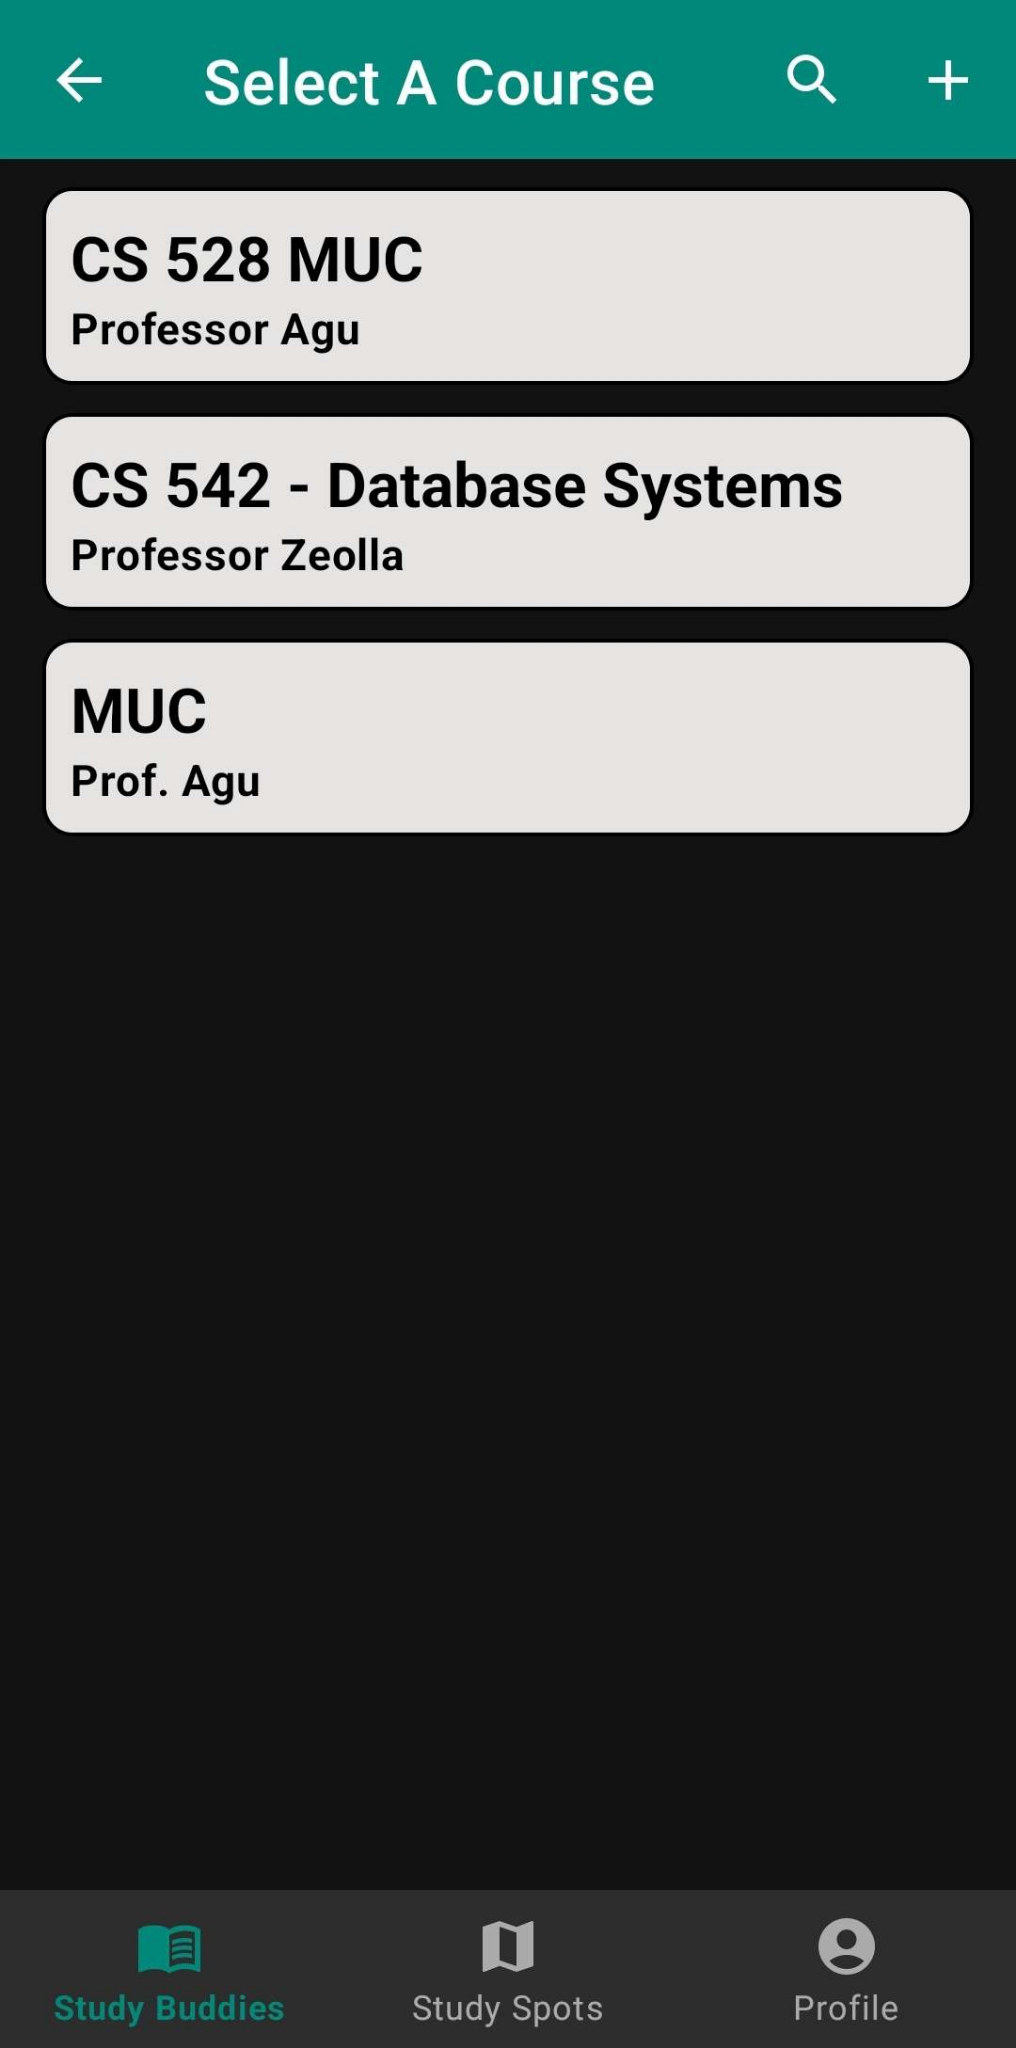 Select A Course
CS 528 MUC
Professor Agu
CS 542 - Database Systems
Professor Zeolla
MUC
Prof. Agu
Study Buddies
Study Spots
Profile